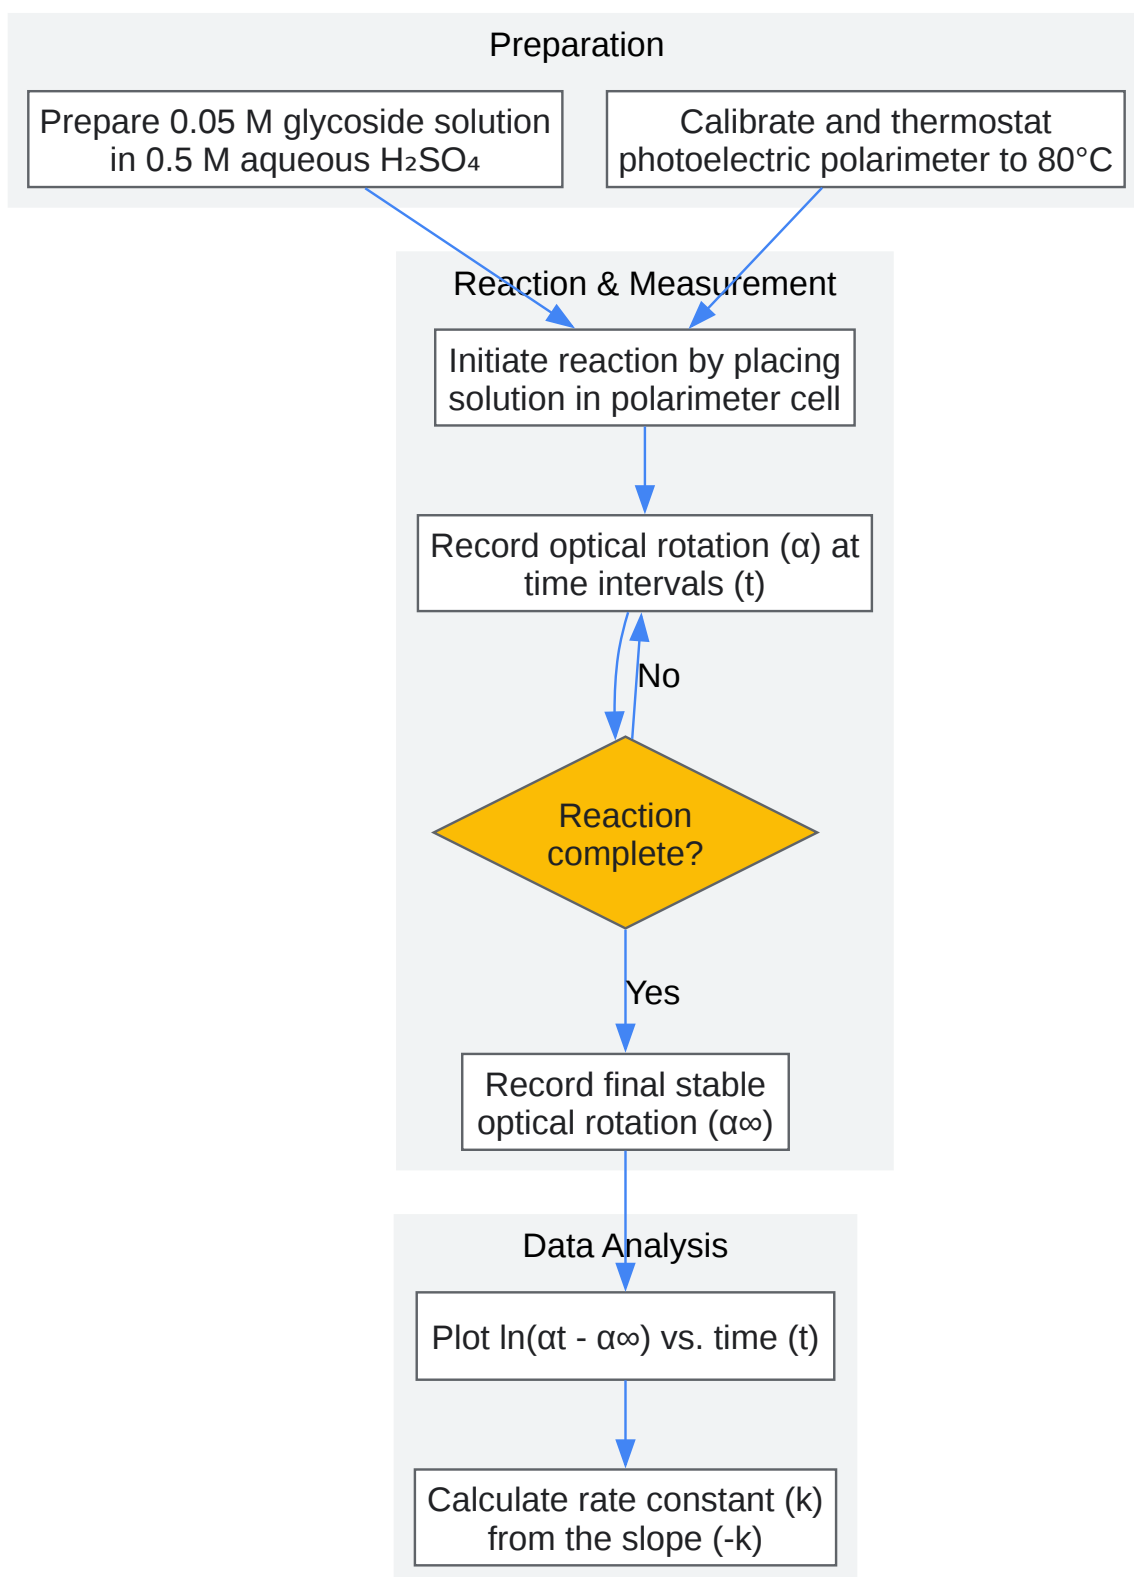 Preparation
Prepare 0.05 M glycoside solution
in 0.5 M aqueous H₂SO₄
Calibrate and thermostat
photoelectric polarimeter to 80°C
Reaction & Measurement
Initiate reaction by placing
solution in polarimeter cell
Record optical rotation (α) at
time intervals (t)
No
Reaction
complete?
Yes
Record final stable
optical rotation (α∞)
Data Analysis
Plot ln(αt - α∞) vs. time (t)
Calculate rate constant (k)
from the slope (-k)